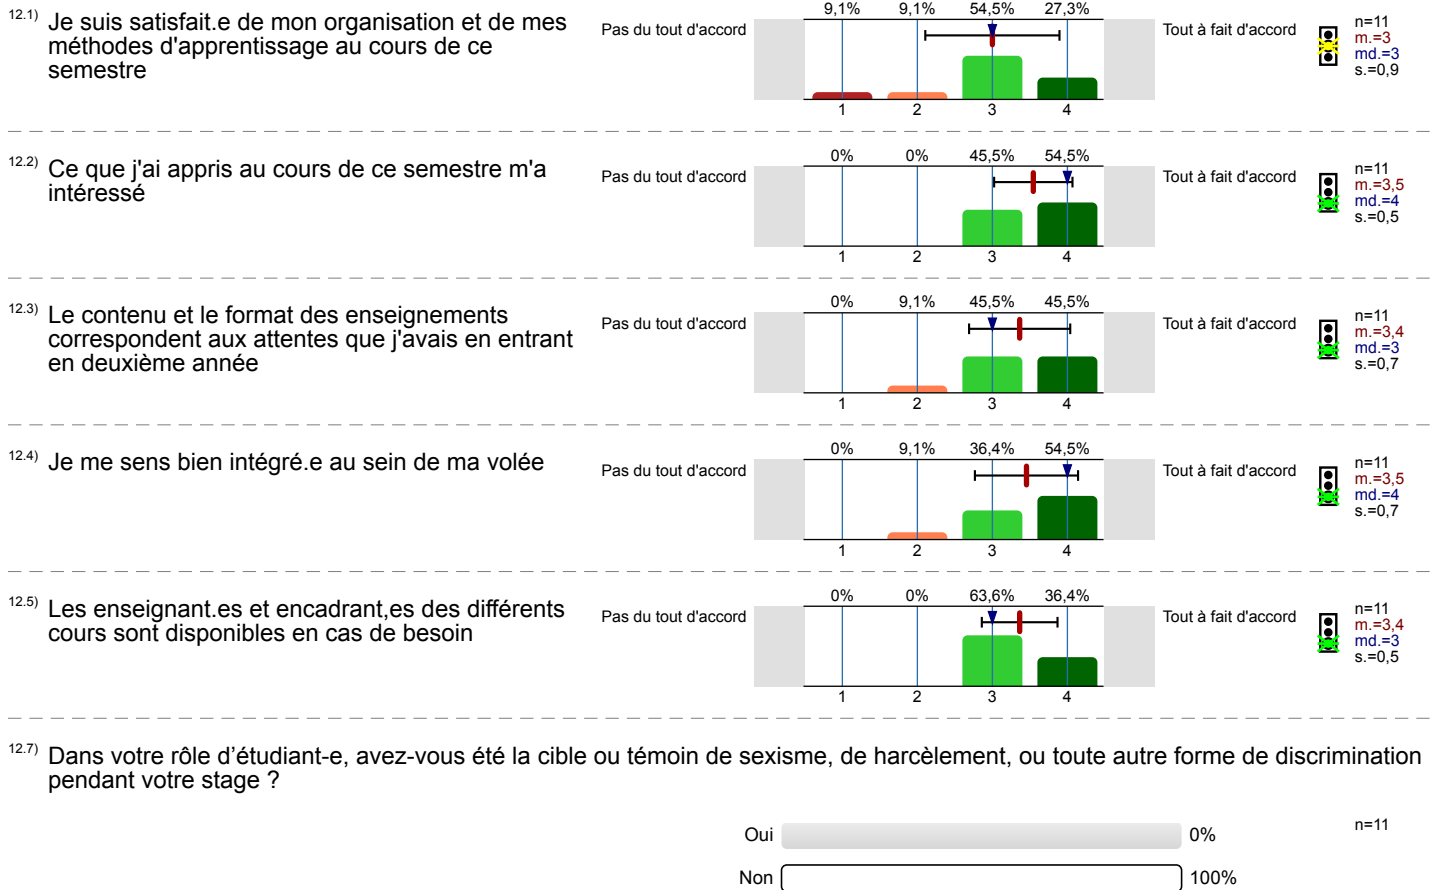 12.1) Je suis satisfait.e de mon organisation et de mes
méthodes d'apprentissage au cours de ce
semestre
Pas du tout d'accord
9,1% 9,1% 54,5% 27,3%
1 2 3 4
Tout à fait d'accord
n=11
m.=3
md.=3
s.=0,9
12.2) Ce que j'ai appris au cours de ce semestre m'a
intéressé
Pas du tout d'accord
0% 0% 45,5% 54,5%
1 2 3 4
Tout à fait d'accord
n=11
m.=3,5
md.=4
s.=0,5
12.3) Le contenu et le format des enseignements
correspondent aux attentes que j'avais en entrant
en deuxième année
Pas du tout d'accord
0% 9,1% 45,5% 45,5%
1 2 3 4
Tout à fait d'accord
n=11
m.=3,4
md.=3
s.=0,7
12.4) Je me sens bien intégré.e au sein de ma volée
Pas du tout d'accord
0% 9,1% 36,4% 54,5%
1 2 3 4
Tout à fait d'accord
n=11
m.=3,5
md.=4
s.=0,7
12.5) Les enseignant.es et encadrant,es des différents
cours sont disponibles en cas de besoin
Pas du tout d'accord
0% 0% 63,6% 36,4%
1 2 3 4
Tout à fait d'accord
n=11
m.=3,4
md.=3
s.=0,5
12.7) Dans votre rôle d'étudiant-e, avez-vous été la cible ou témoin de sexisme, de harcèlement, ou toute autre forme de discrimination
pendant votre stage ?
Oui 0% n=11
Non 100%